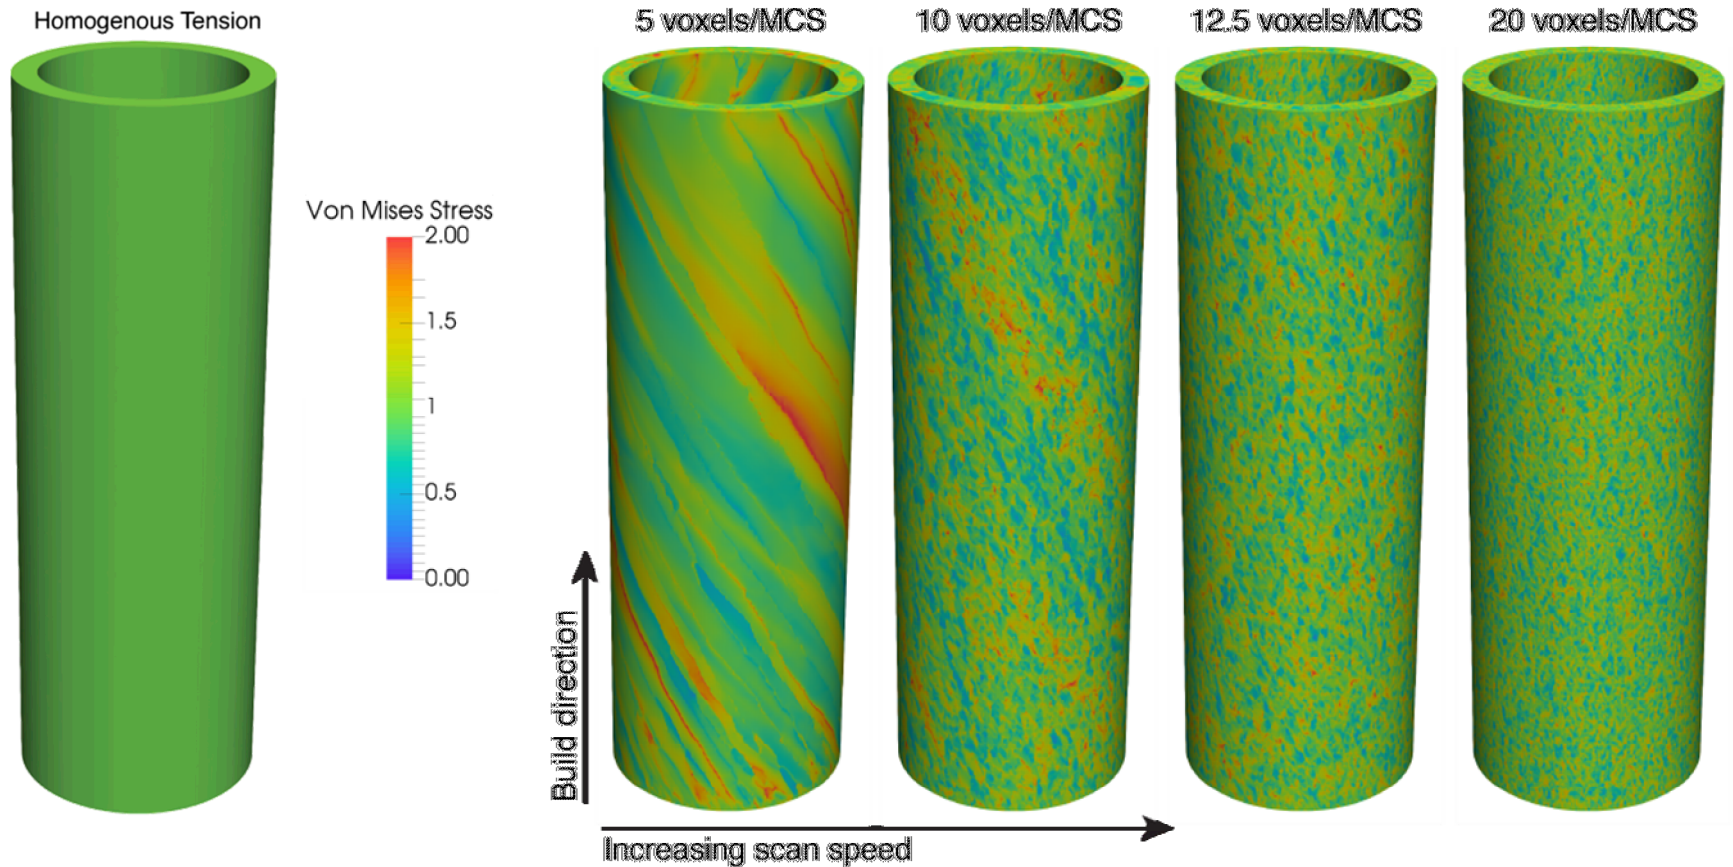 Homogenous Tension
5 voxels/MCS
10 voxels/MCS
12.5 voxels/MCS
20 voxels/MCS
Von Mises Stress
2.00
1.5
1
0.5
0.00
Build direction
Increasing scan speed